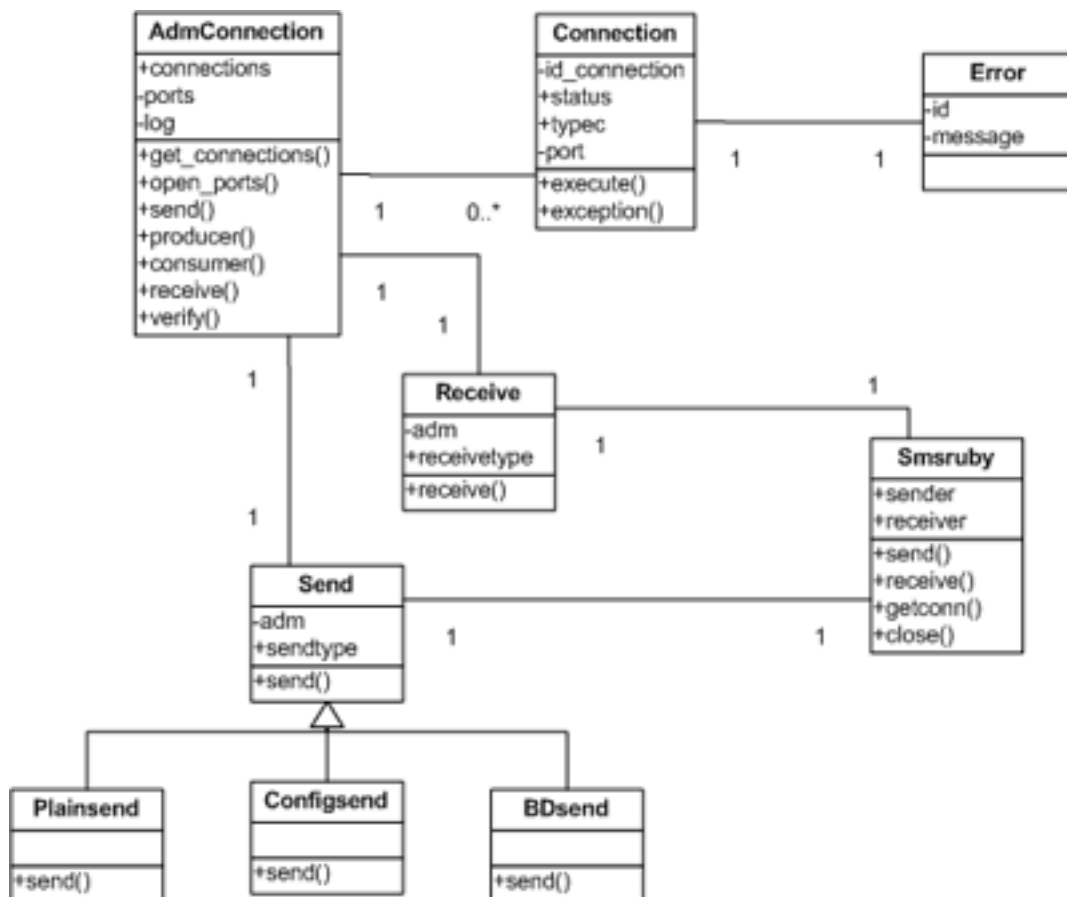 AdmConnection
+connections
-ports
-log
+get_connections()
+open_ports()
+send()
+producer()
+consumer()
+receive()
+verify()
Connection
-id_connection
+status
+typec
-port
+execute()
+exception()
Error
-id
-message
1
1
1
0..*
1
1
1
1
Receive
-adm
+receivetype
+receive()
1
1
Smsruby
+sender
+receiver
+send()
+receive()
+getconn()
+close()
Send
-adm
+sendtype
+send()
1
1
Plainsend
+send()
Configsend
+send()
BDsend
+send()